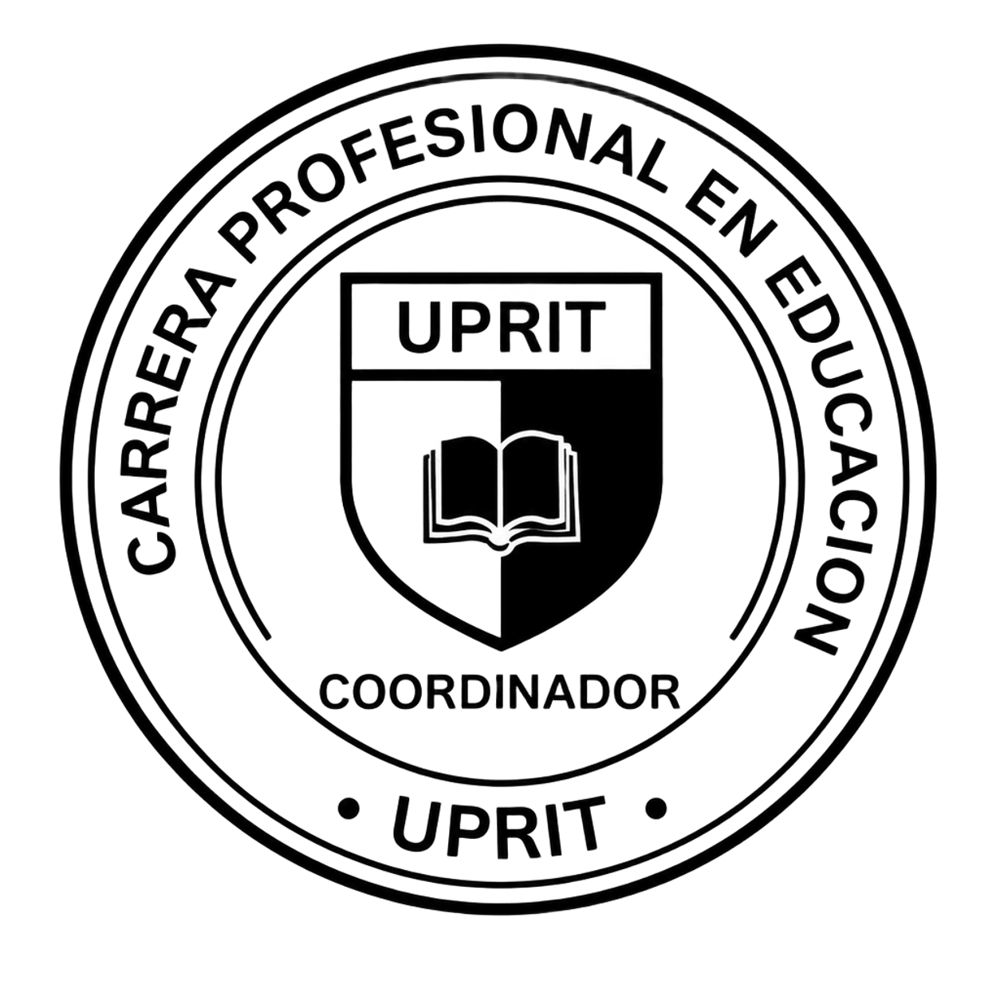 CARRERA PROFESIONAL EN EDUCACION
UPRIT
COORDINADOR
• UPRIT •